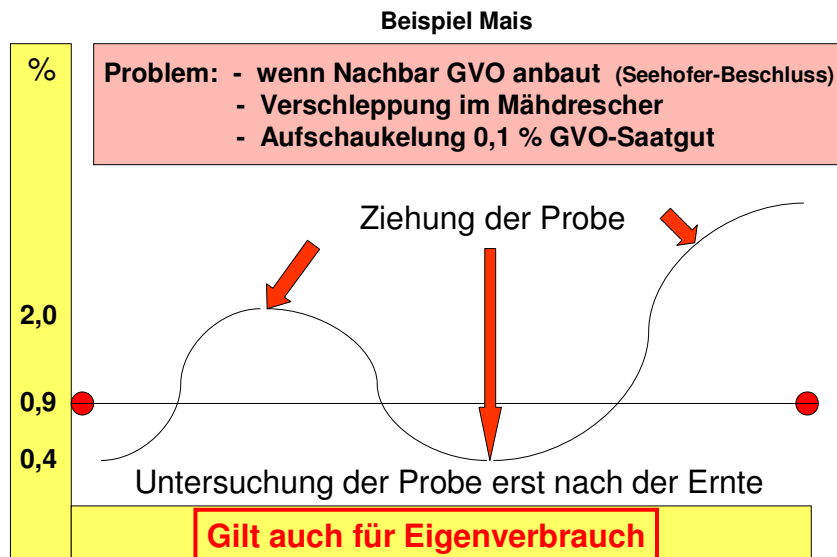 Beispiel Mais
%
Problem: - wenn Nachbar GVO anbaut (Seehofer-Beschluss)
- Verschleppung im Mähdrescher
- Aufschaukelung 0,1 % GVO-Saatgut
Ziehung der Probe
2,0
0,9
0,4
Untersuchung der Probe erst nach der Ernte
Gilt auch für Eigenverbrauch